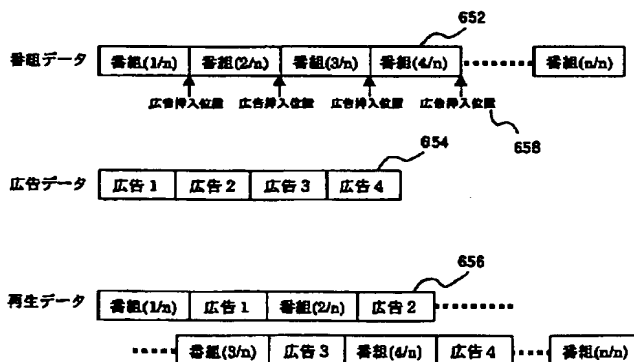 652
番組データ 番組(1/n) 番組(2/n) 番組(3/n) 番組(4/n) 番組(n/n)
広告挿入位置 広告挿入位置 広告挿入位置 広告挿入位置
658
654
広告データ 広告1 広告2 広告3 広告4
656
再生データ 番組(1/n) 広告1 番組(2/n) 広告2
番組(3/n) 広告3 番組(4/n) 広告4 番組(n/n)